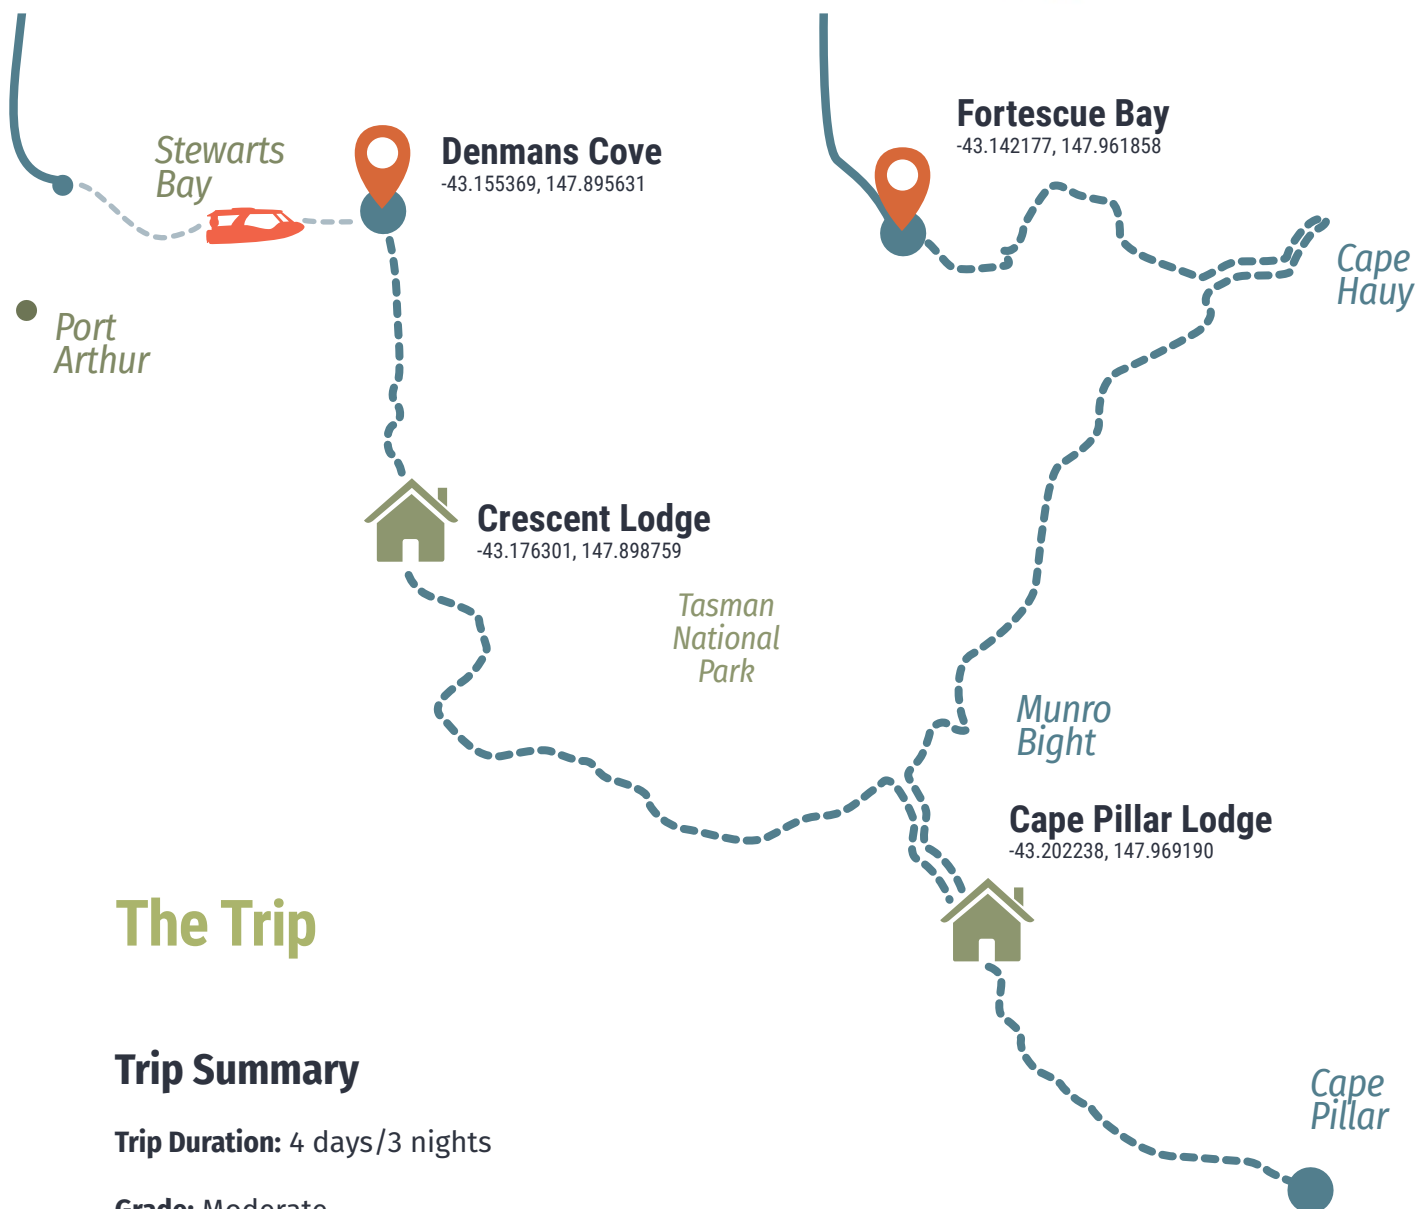 Stewarts
Bay
Denmans Cove
-43.155369, 147.895631
Fortescue Bay
-43.142177, 147.961858
Cape
Hauy
Port
Arthur
Crescent Lodge
-43.176301, 147.898759
Tasman
National
Park
Munro
Bight
Cape Pillar Lodge
-43.202238, 147.969190
Cape
Pillar
The Trip
Trip Summary
Trip Duration: 4 days/3 nights
Grade: Moderate